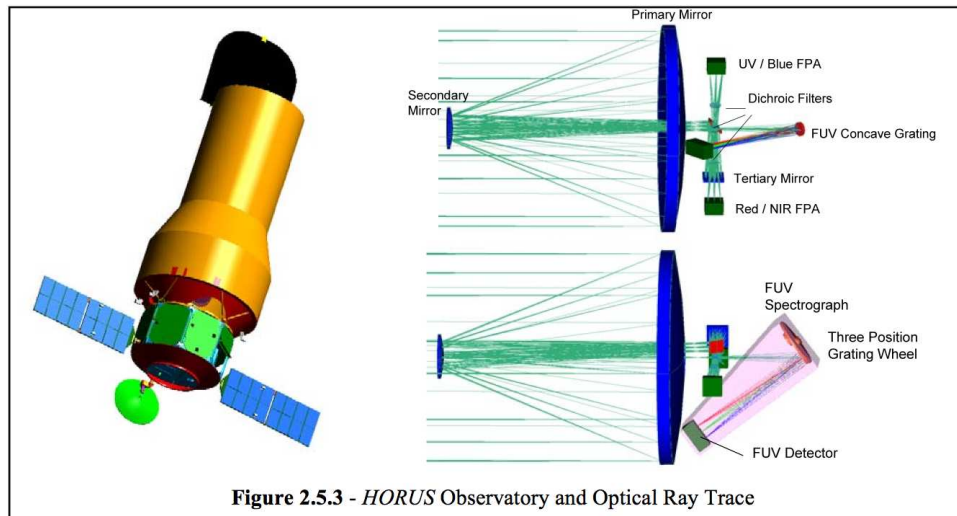 Primary Mirror
UV / Blue FPA
Secondary
Mirror
Dichroic Filters
FUV Concave Grating
Tertiary Mirror
Red / NIR FPA
FUV
Spectrograph
Three Position
Grating Wheel
FUV Detector
Figure 2.5.3 - HORUS Observatory and Optical Ray Trace